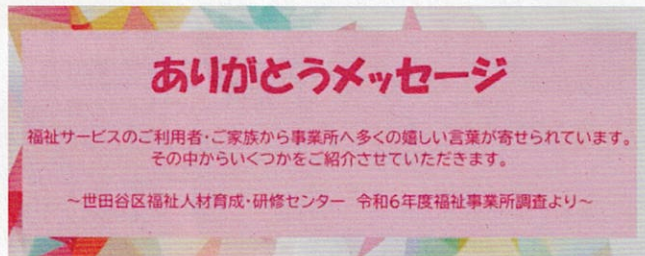 ありがとうメッセージ
福祉サービスのご利用者・ご家族から事業所へ多くの嬉しい言葉が寄せられています。
その中からいくつかをご紹介させていただきます。
～世田谷区福祉人材育成・研修センター 令和6年度福祉事業所調査より～